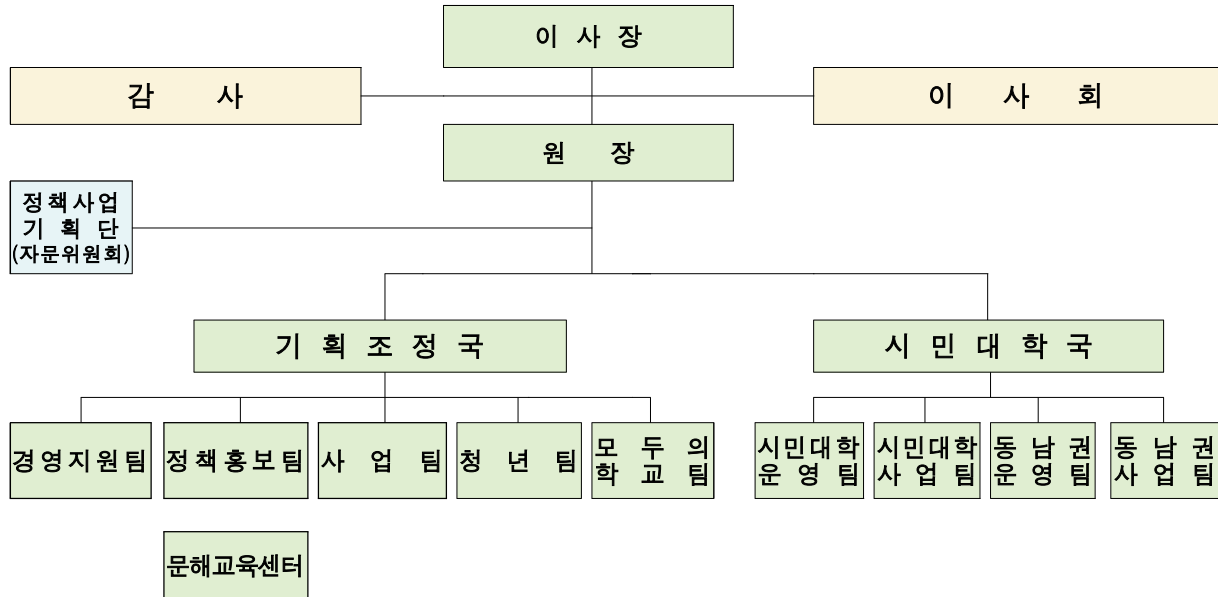 이 사 장
감 사
이 사 회
원 장
정책사업
기 획 단
(자문위원회)
기 획 조 정 국
시 민 대 학 국
경영지원팀
정책홍보팀
사 업 팀
청 년 팀
모 두 의
학 교 팀
시민대학
운 영 팀
시민대학
사 업 팀
동 남 권
운 영 팀
동 남 권
사 업 팀
문해교육센터